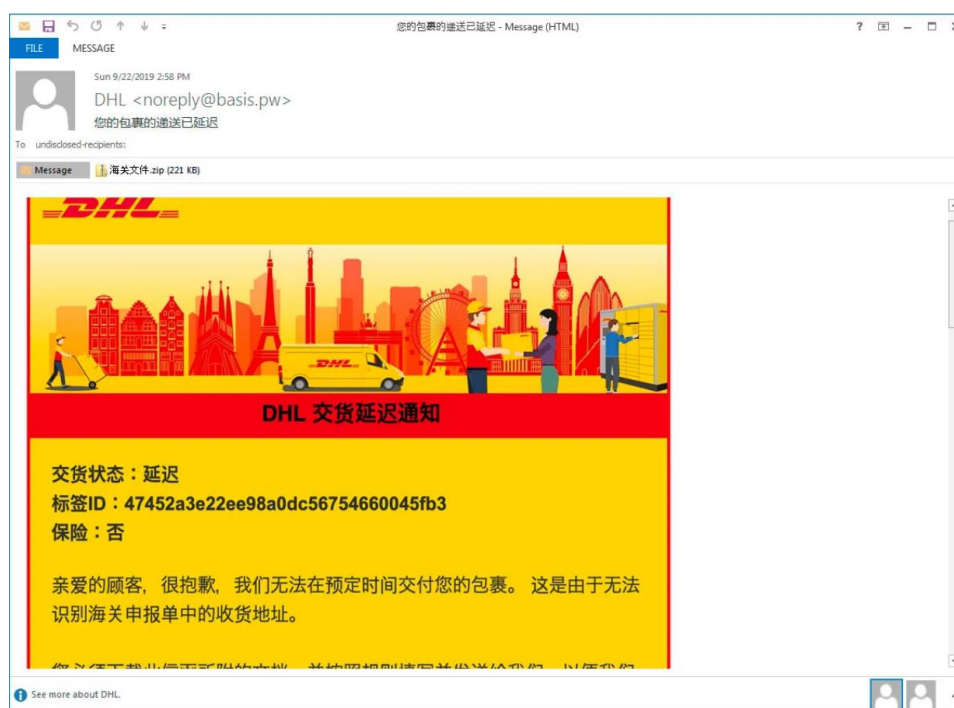 您的包裹的递送已延迟 - Message (HTML)
FILE MESSAGE
Sun 9/22/2019 2:58 PM
DHL <noreply@basis.pw>
您的包裹的递送已延迟
To undisclosed-recipients:
Message 海关文件.zip (221 KB)
DHL
DHL
DHL 交货延迟通知
交货状态：延迟
标签ID：47452a3e22ee98a0dc56754660045fb3
保险：否
亲爱的顾客，很抱歉，我们无法在预定时间交付您的包裹。 这是由于无法
识别海关申报单中的收货地址。
See more about DHL.